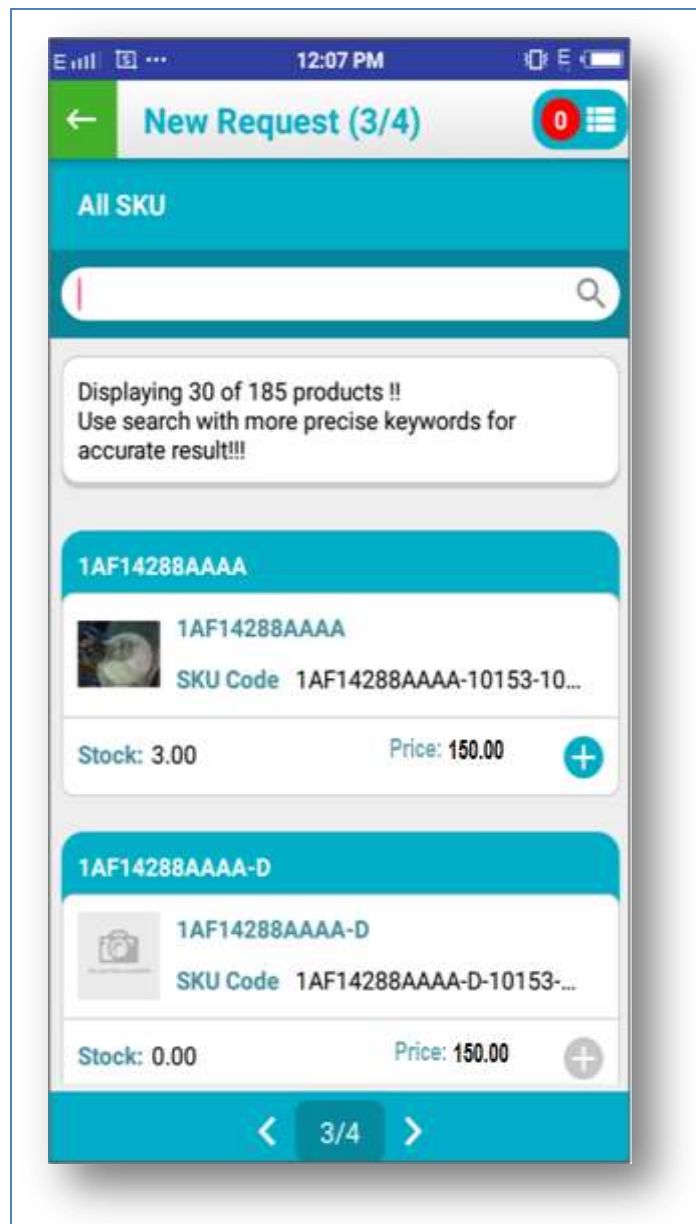 12:07 PM
New Request (3/4)
0
All SKU
Displaying 30 of 185 products !!
Use search with more precise keywords for
accurate result!!!
1AF14288AAAA
1AF14288AAAA
SKU Code 1AF14288AAAA-10153-10...
Stock: 3.00 Price: 150.00
1AF14288AAAA-D
1AF14288AAAA-D
SKU Code 1AF14288AAAA-D-10153-...
Stock: 0.00 Price: 150.00
3/4